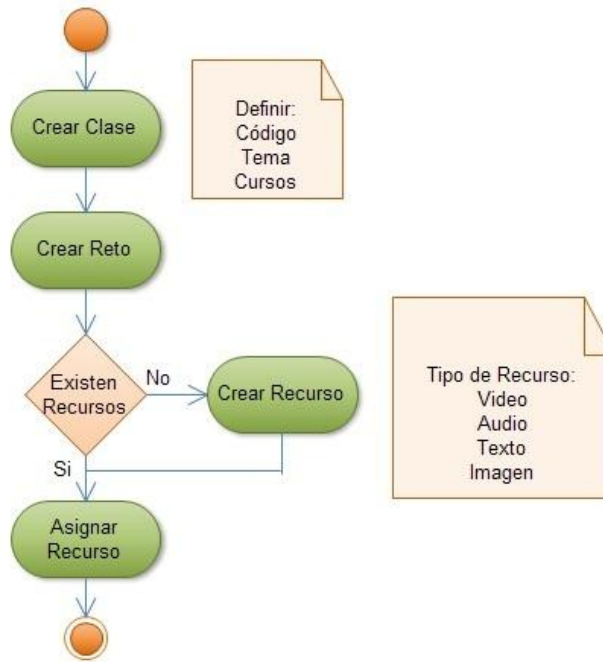 Crear Clase
Definir:
Código
Tema
Cursos
Crear Reto
Existen
Recursos
No
Crear Recurso
Tipo de Recurso:
Video
Audio
Texto
Imagen
Si
Asignar
Recurso